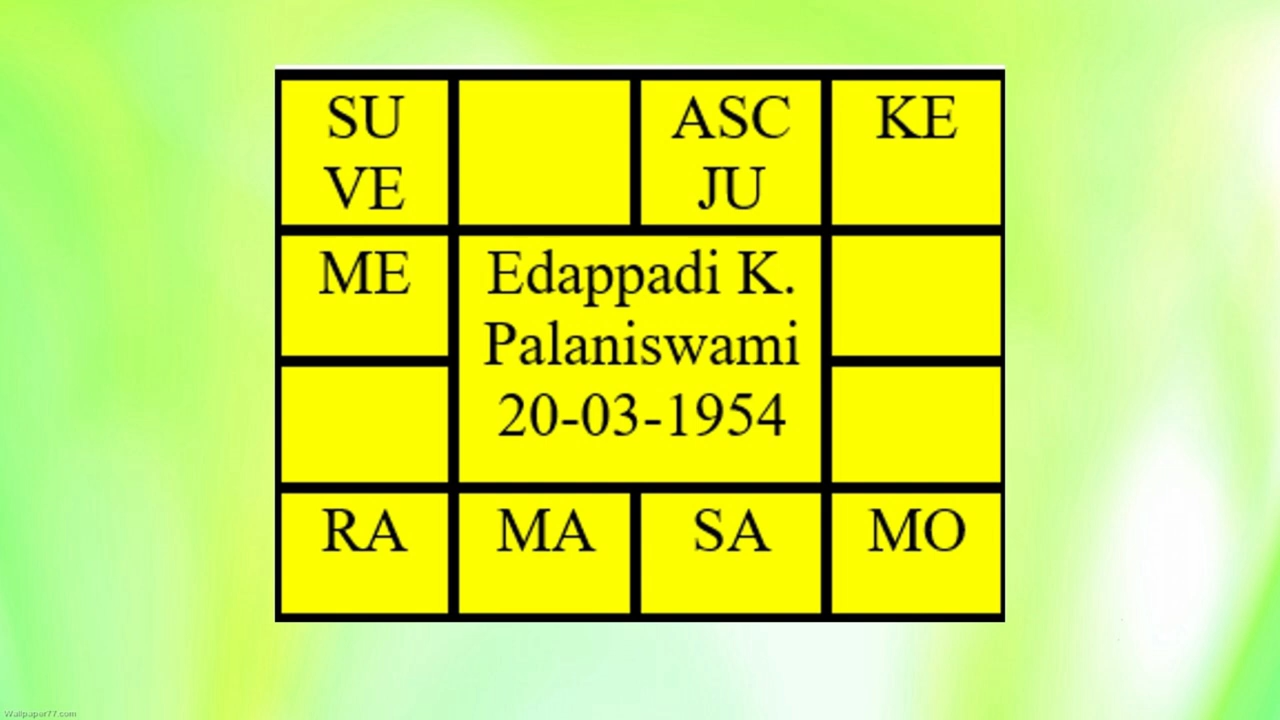 SU
VE
ASC
JU
KE
ME
Edappadi K.
Palaniswami
20-03-1954
RA
MA
SA
MO
Wallpaper77.com